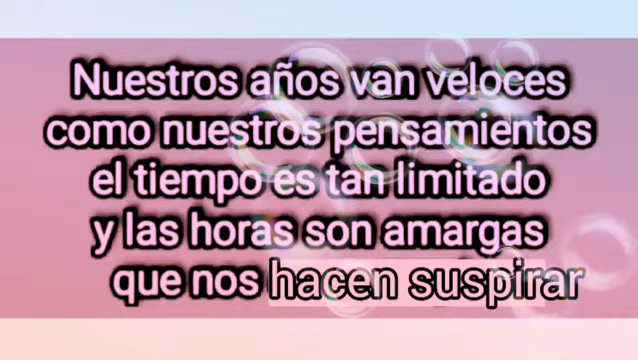 Nuestros años van veloces
como nuestros pensamientos
el tiempo es tan limitado
y las horas son amargas
que nos hacen suspirar